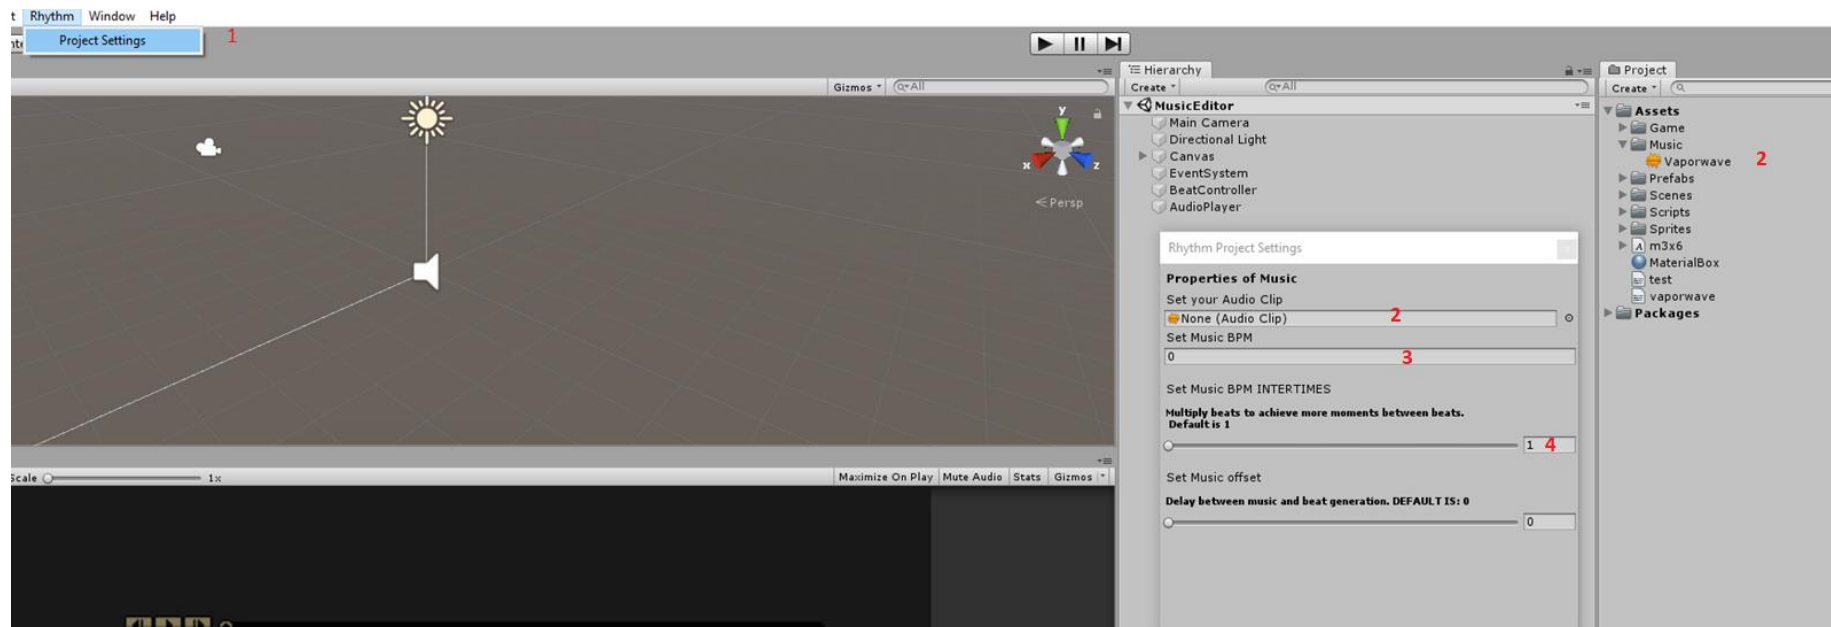 t Rhythm Window Help
Project Settings
1
Gizmos
All
y
x
z
Persp
Scale
1x
Maximize On Play Mute Audio Stats Gizmos
Hierarchy
Create
All
MusicEditor
Main Camera
Directional Light
Canvas
EventSystem
BeatController
AudioPlayer
Rhythm Project Settings
x
Properties of Music
Set your Audio Clip
None (Audio Clip)
2
Set Music BPM
0
3
Set Music BPM INTERTIMES
Multiply beats to achieve more moments between beats.
Default is 1
1
4
Set Music offset
Delay between music and beat generation. DEFAULT IS: 0
0
Project
Create
Assets
Game
Music
Vaporwave
2
Prefabs
Scenes
Scripts
Sprites
m3x6
MaterialBox
test
vaporwave
Packages